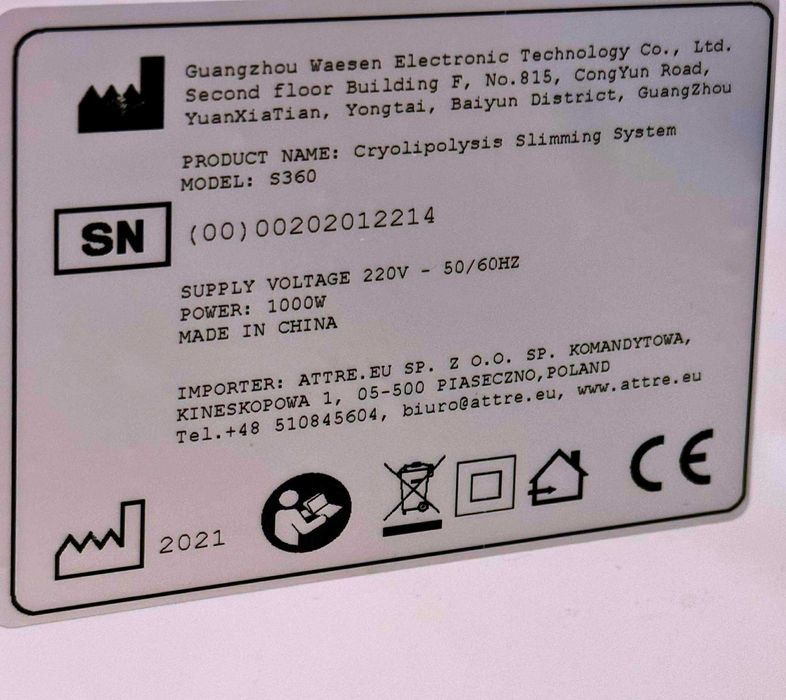 Guangzhou Waesen Electronic Technology Co., Ltd.
Second floor Building F, No.815, CongYun Road,
YuanXiaTian, Yongtai, Baiyun District, GuangZhou
PRODUCT NAME: Cryolipolysis Slimming System
MODEL: S360
SN (00)00202012214
SUPPLY VOLTAGE 220V - 50/60HZ
POWER: 1000W
MADE IN CHINA
IMPORTER: ATTRE.EU SP. Z O.O. SP. KOMANDYTOWA,
KINESKOPOWA 1, 05-500 PIASECZNO,POLAND
Tel.+48 510845604, biuro@attre.eu, www.attre.eu
2021 CE